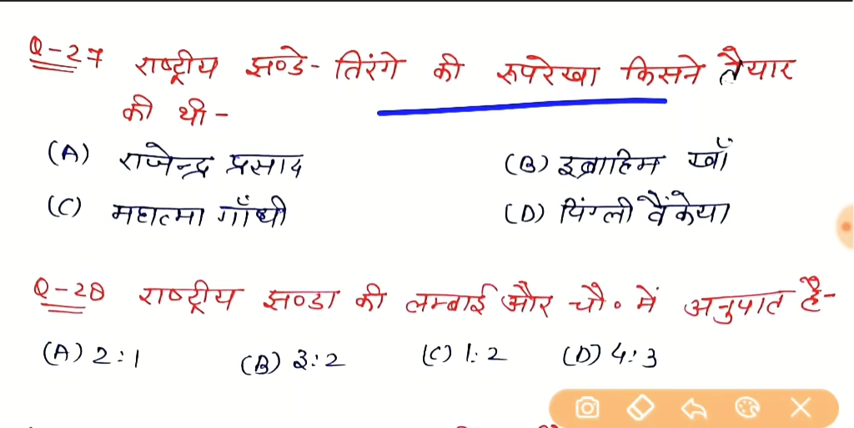 Q-27 राष्ट्रीय झण्डे - तिरंगे की रूपरेखा किसने तैयार
की थी -
(A) राजेन्द्र प्रसाद (B) इब्राहिम खाँ
(C) महात्मा गाँधी (D) पिंग्ली वैंकेया
Q-28 राष्ट्रीय झण्डा की लम्बाई और चौ० में अनुपात है-
(A) 2:1 (B) 3:2 (C) 1:2 (D) 4:3